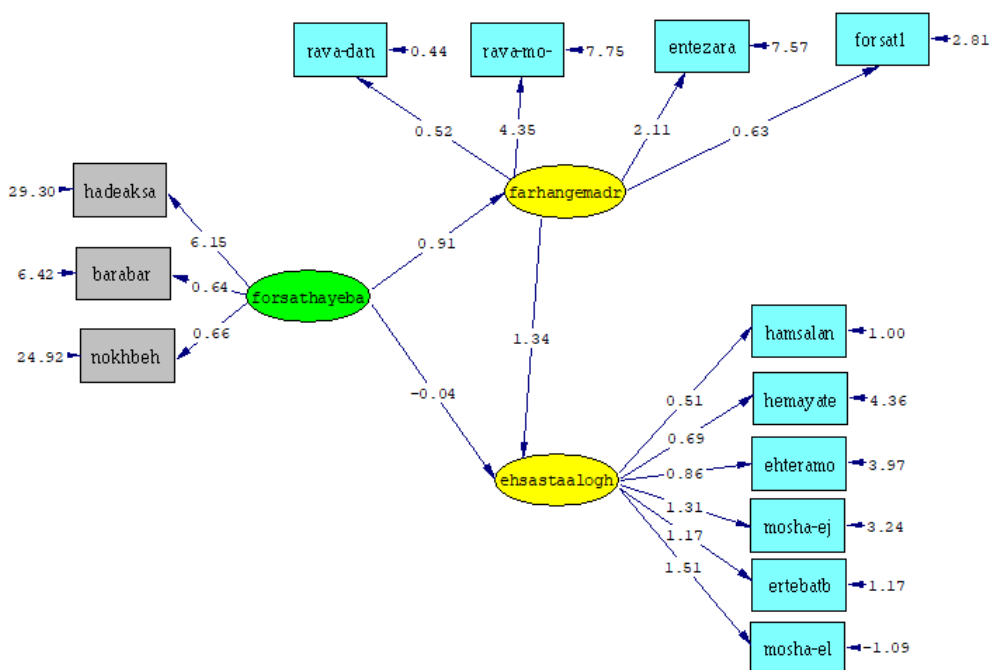 rava-dan
0.44
rava-mo-
7.75
entezara
7.57
forsat1
2.81
0.52
4.35
2.11
0.63
29.30
hadeaksa
farhangemadr
6.15
0.91
6.42
barabar
0.64
forsathayeba
0.66
24.92
nokhbeh
1.34
-0.04
hamsalan
1.00
0.51
hemayate
4.36
0.69
ehteramo
3.97
0.86
ehsastaalogh
1.31
mosha-ej
3.24
1.17
ertebatb
1.17
1.51
mosha-el
-1.09